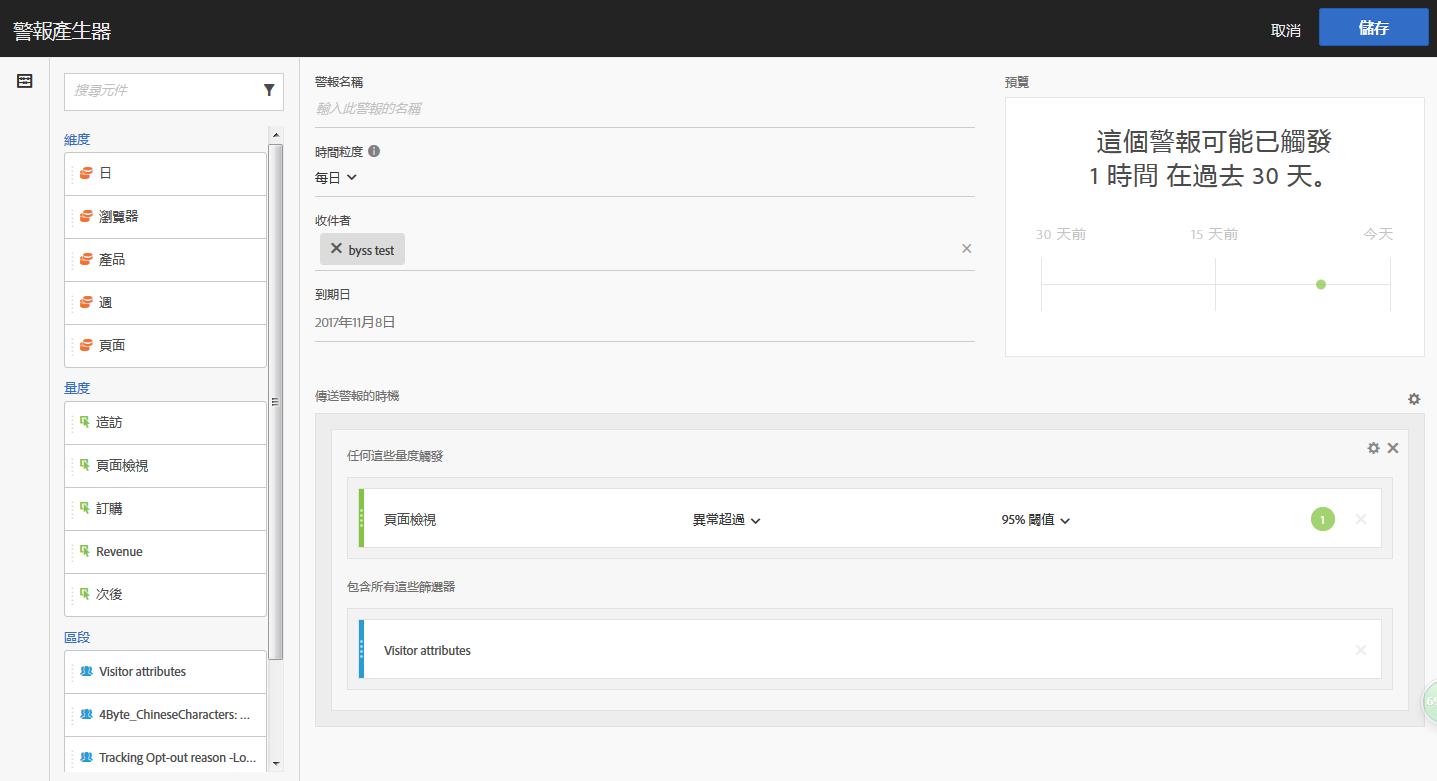 警報產生器
取消
儲存
搜尋元件
維度
日
瀏覽器
產品
週
頁面
量度
造訪
頁面檢視
訂購
Revenue
次後
區段
Visitor attributes
4Byte_ChineseCharacters: ...
Tracking Opt-out reason -Lo...
警報名稱
輸入此警報的名稱
時間粒度
每日
收件者
byss test
到期日
2017年11月8日
預覽
這個警報可能已觸發
1 時間 在過去 30 天。
30 天前
15 天前
今天
傳送警報的時機
任何這些量度觸發
頁面檢視
異常超過
95% 閾值
1
包含所有這些篩選器
Visitor attributes